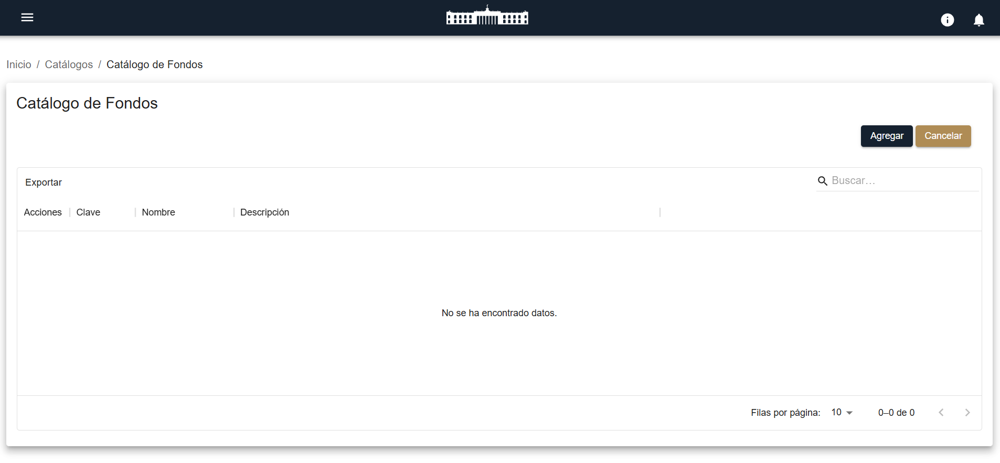 Inicio / Catálogos / Catálogo de Fondos
Catálogo de Fondos
Agregar Cancelar
Exportar Buscar…
Acciones Clave Nombre Descripción
No se ha encontrado datos.
Filas por página: 10 0–0 de 0